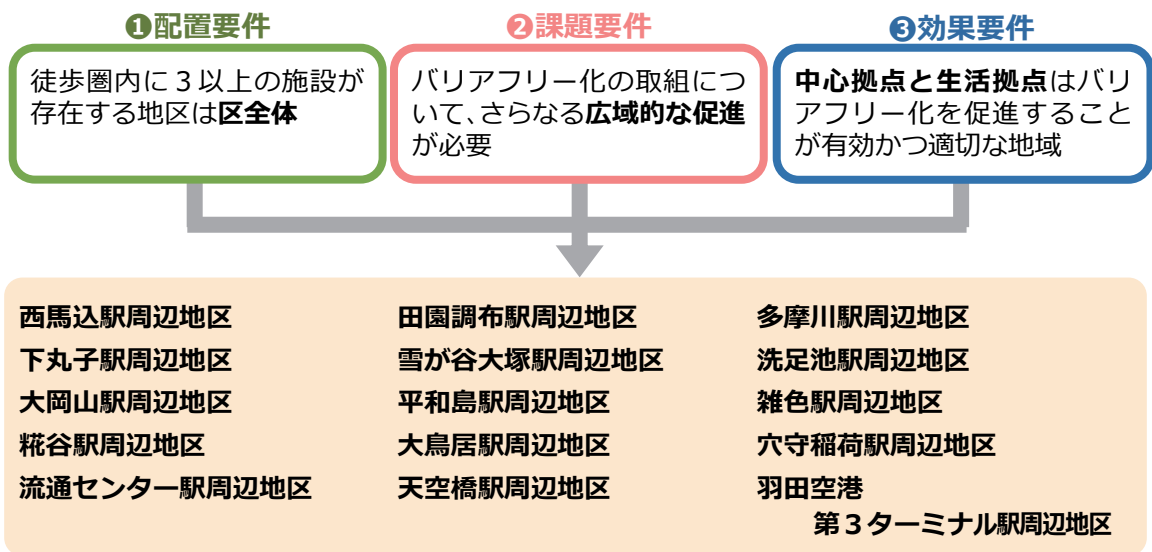 ❶配置要件
徒歩圏内に３以上の施設が
存在する地区は区全体
❷課題要件
バリアフリー化の取組につ
いて、さらなる広域的な促進
が必要
❸効果要件
中心拠点と生活拠点はバリ
アフリー化を促進すること
が有効かつ適切な地域
西馬込駅周辺地区
田園調布駅周辺地区
多摩川駅周辺地区
下丸子駅周辺地区
雪が谷大塚駅周辺地区
洗足池駅周辺地区
大岡山駅周辺地区
平和島駅周辺地区
雑色駅周辺地区
糀谷駅周辺地区
大鳥居駅周辺地区
穴守稲荷駅周辺地区
流通センター駅周辺地区
天空橋駅周辺地区
羽田空港
第３ターミナル駅周辺地区